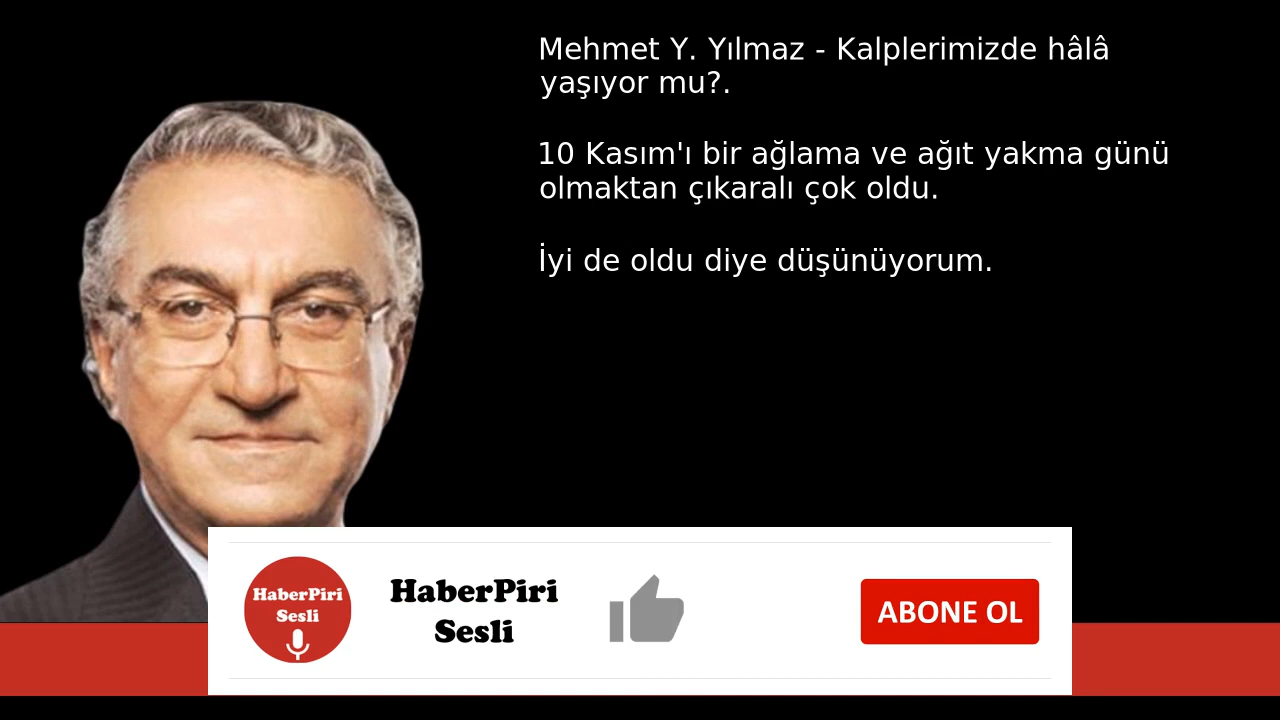 Mehmet Y. Yılmaz - Kalplerimizde hâlâ
yaşıyor mu?.
10 Kasım'ı bir ağlama ve ağıt yakma günü
olmaktan çıkaralı çok oldu.
İyi de oldu diye düşünüyorum.
HaberPiri
Sesli
HaberPiri
Sesli
ABONE OL